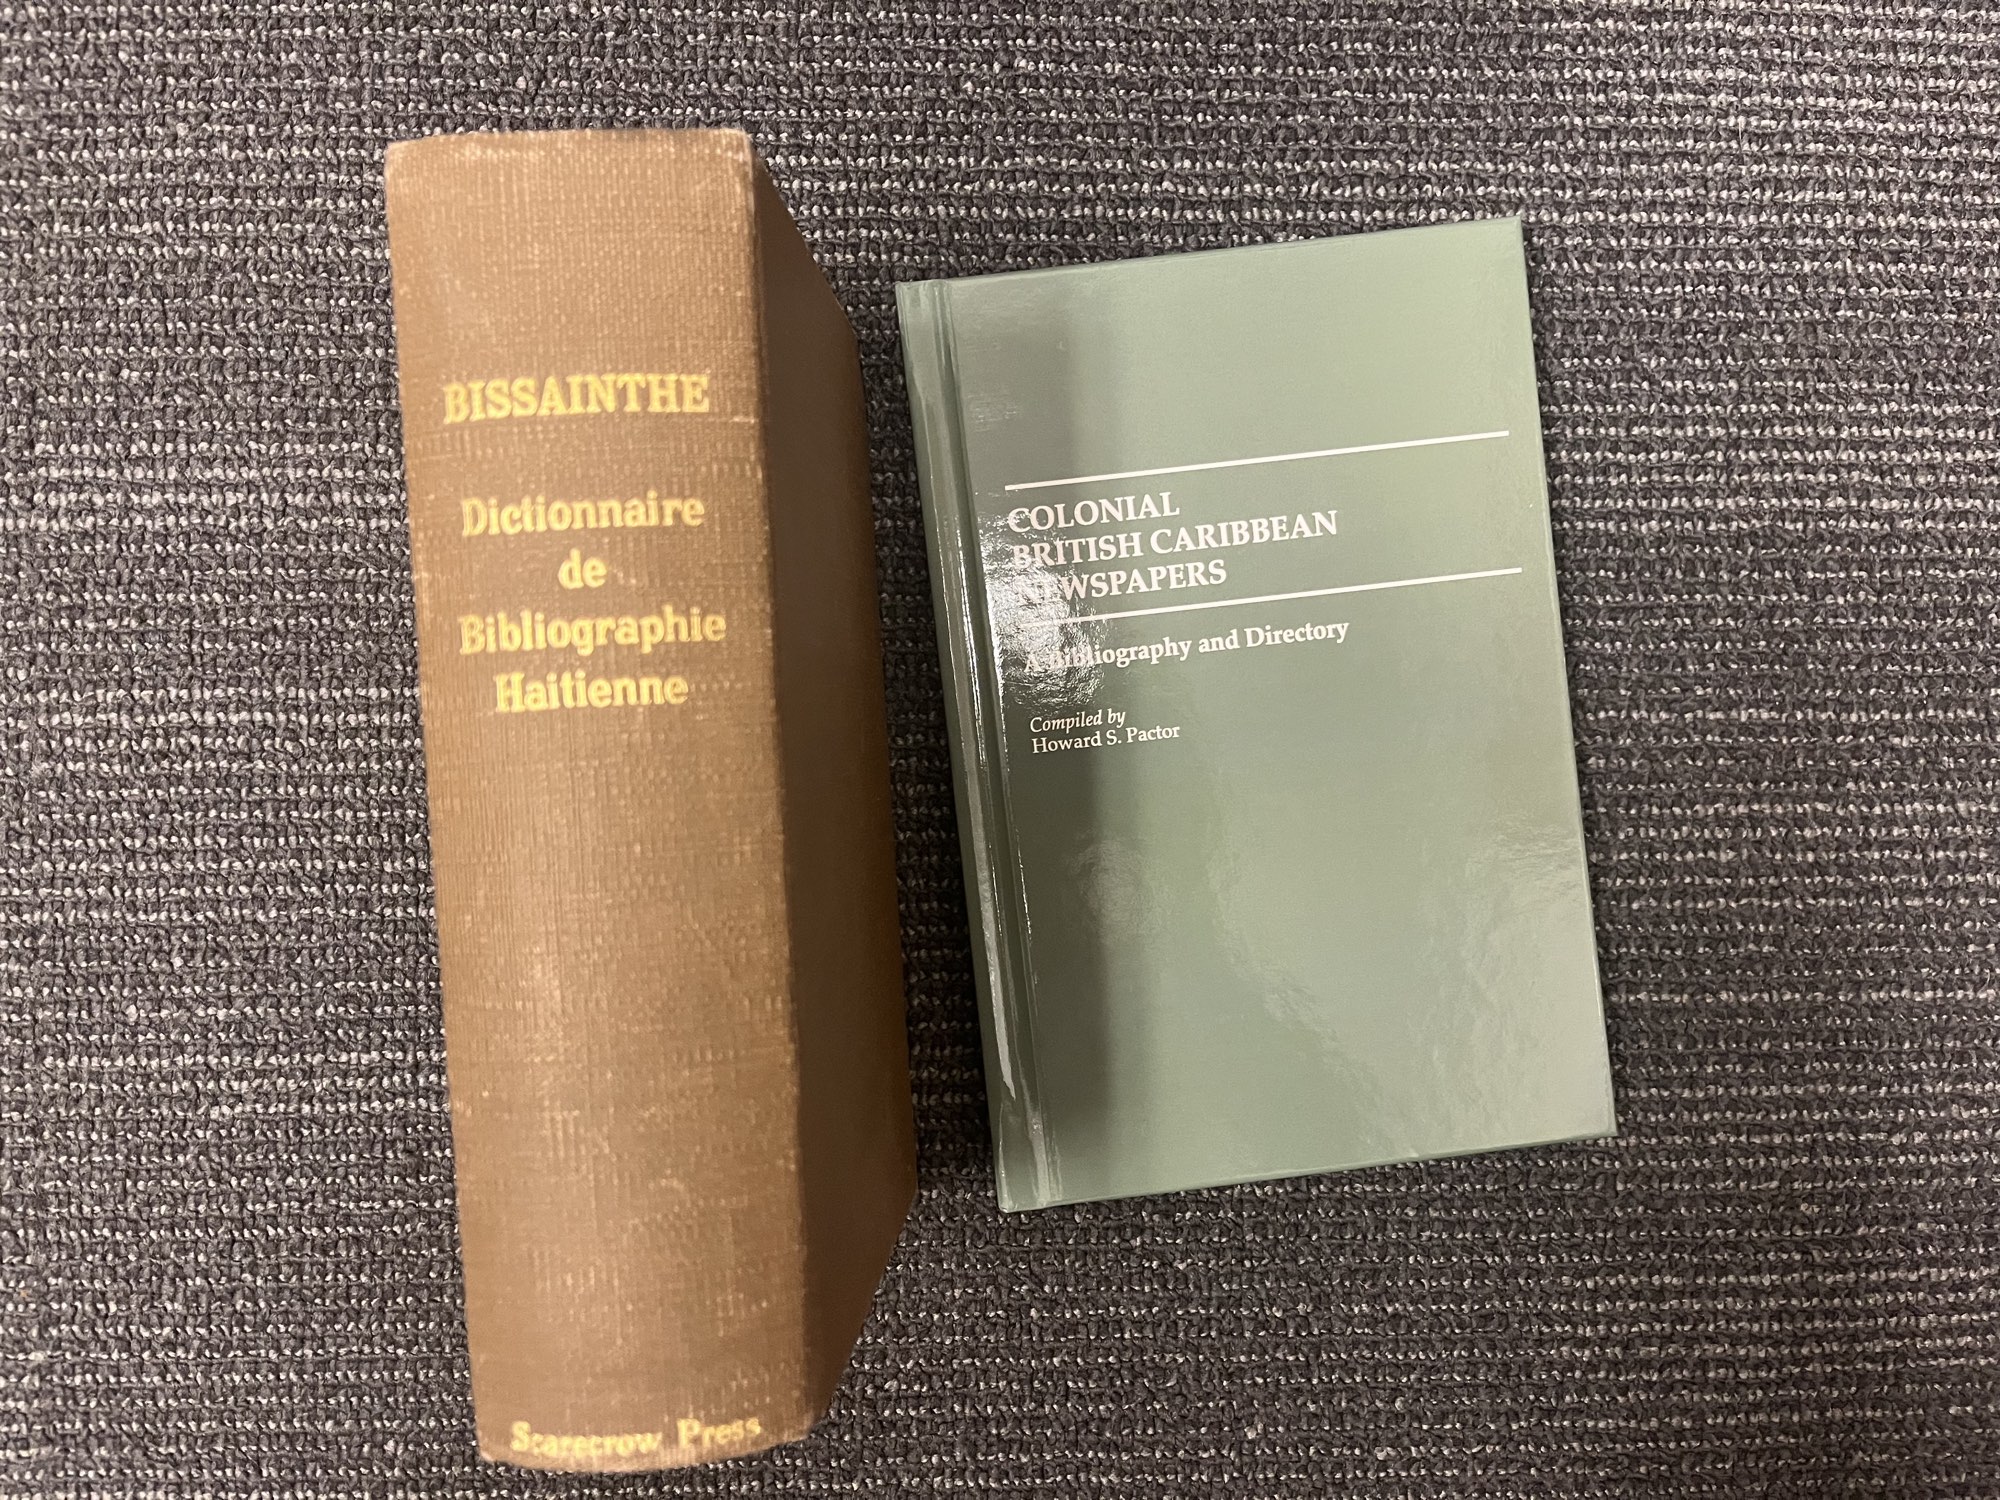 BISSAINTHE
Dictionnaire
de
Bibliographie
Haitienne
Scarecrow Press
COLONIAL
BRITISH CARIBBEAN
NEWSPAPERS
A Bibliography and Directory
Compiled by
Howard S. Pactor